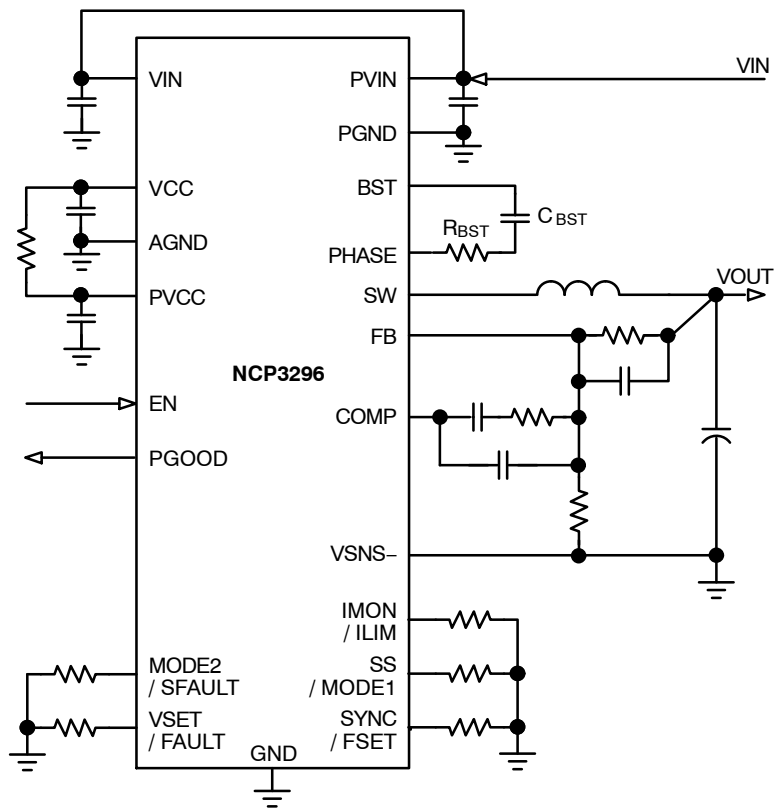 VIN
PVIN
VIN
PGND
VCC
BST
CBST
RBST
AGND
PHASE
VOUT
PVCC
SW
FB
NCP3296
EN
COMP
PGOOD
VSNS−
IMON
/ ILIM
MODE2
/ SFAULT
SS
/ MODE1
VSET
/ FAULT
SYNC
/ FSET
GND